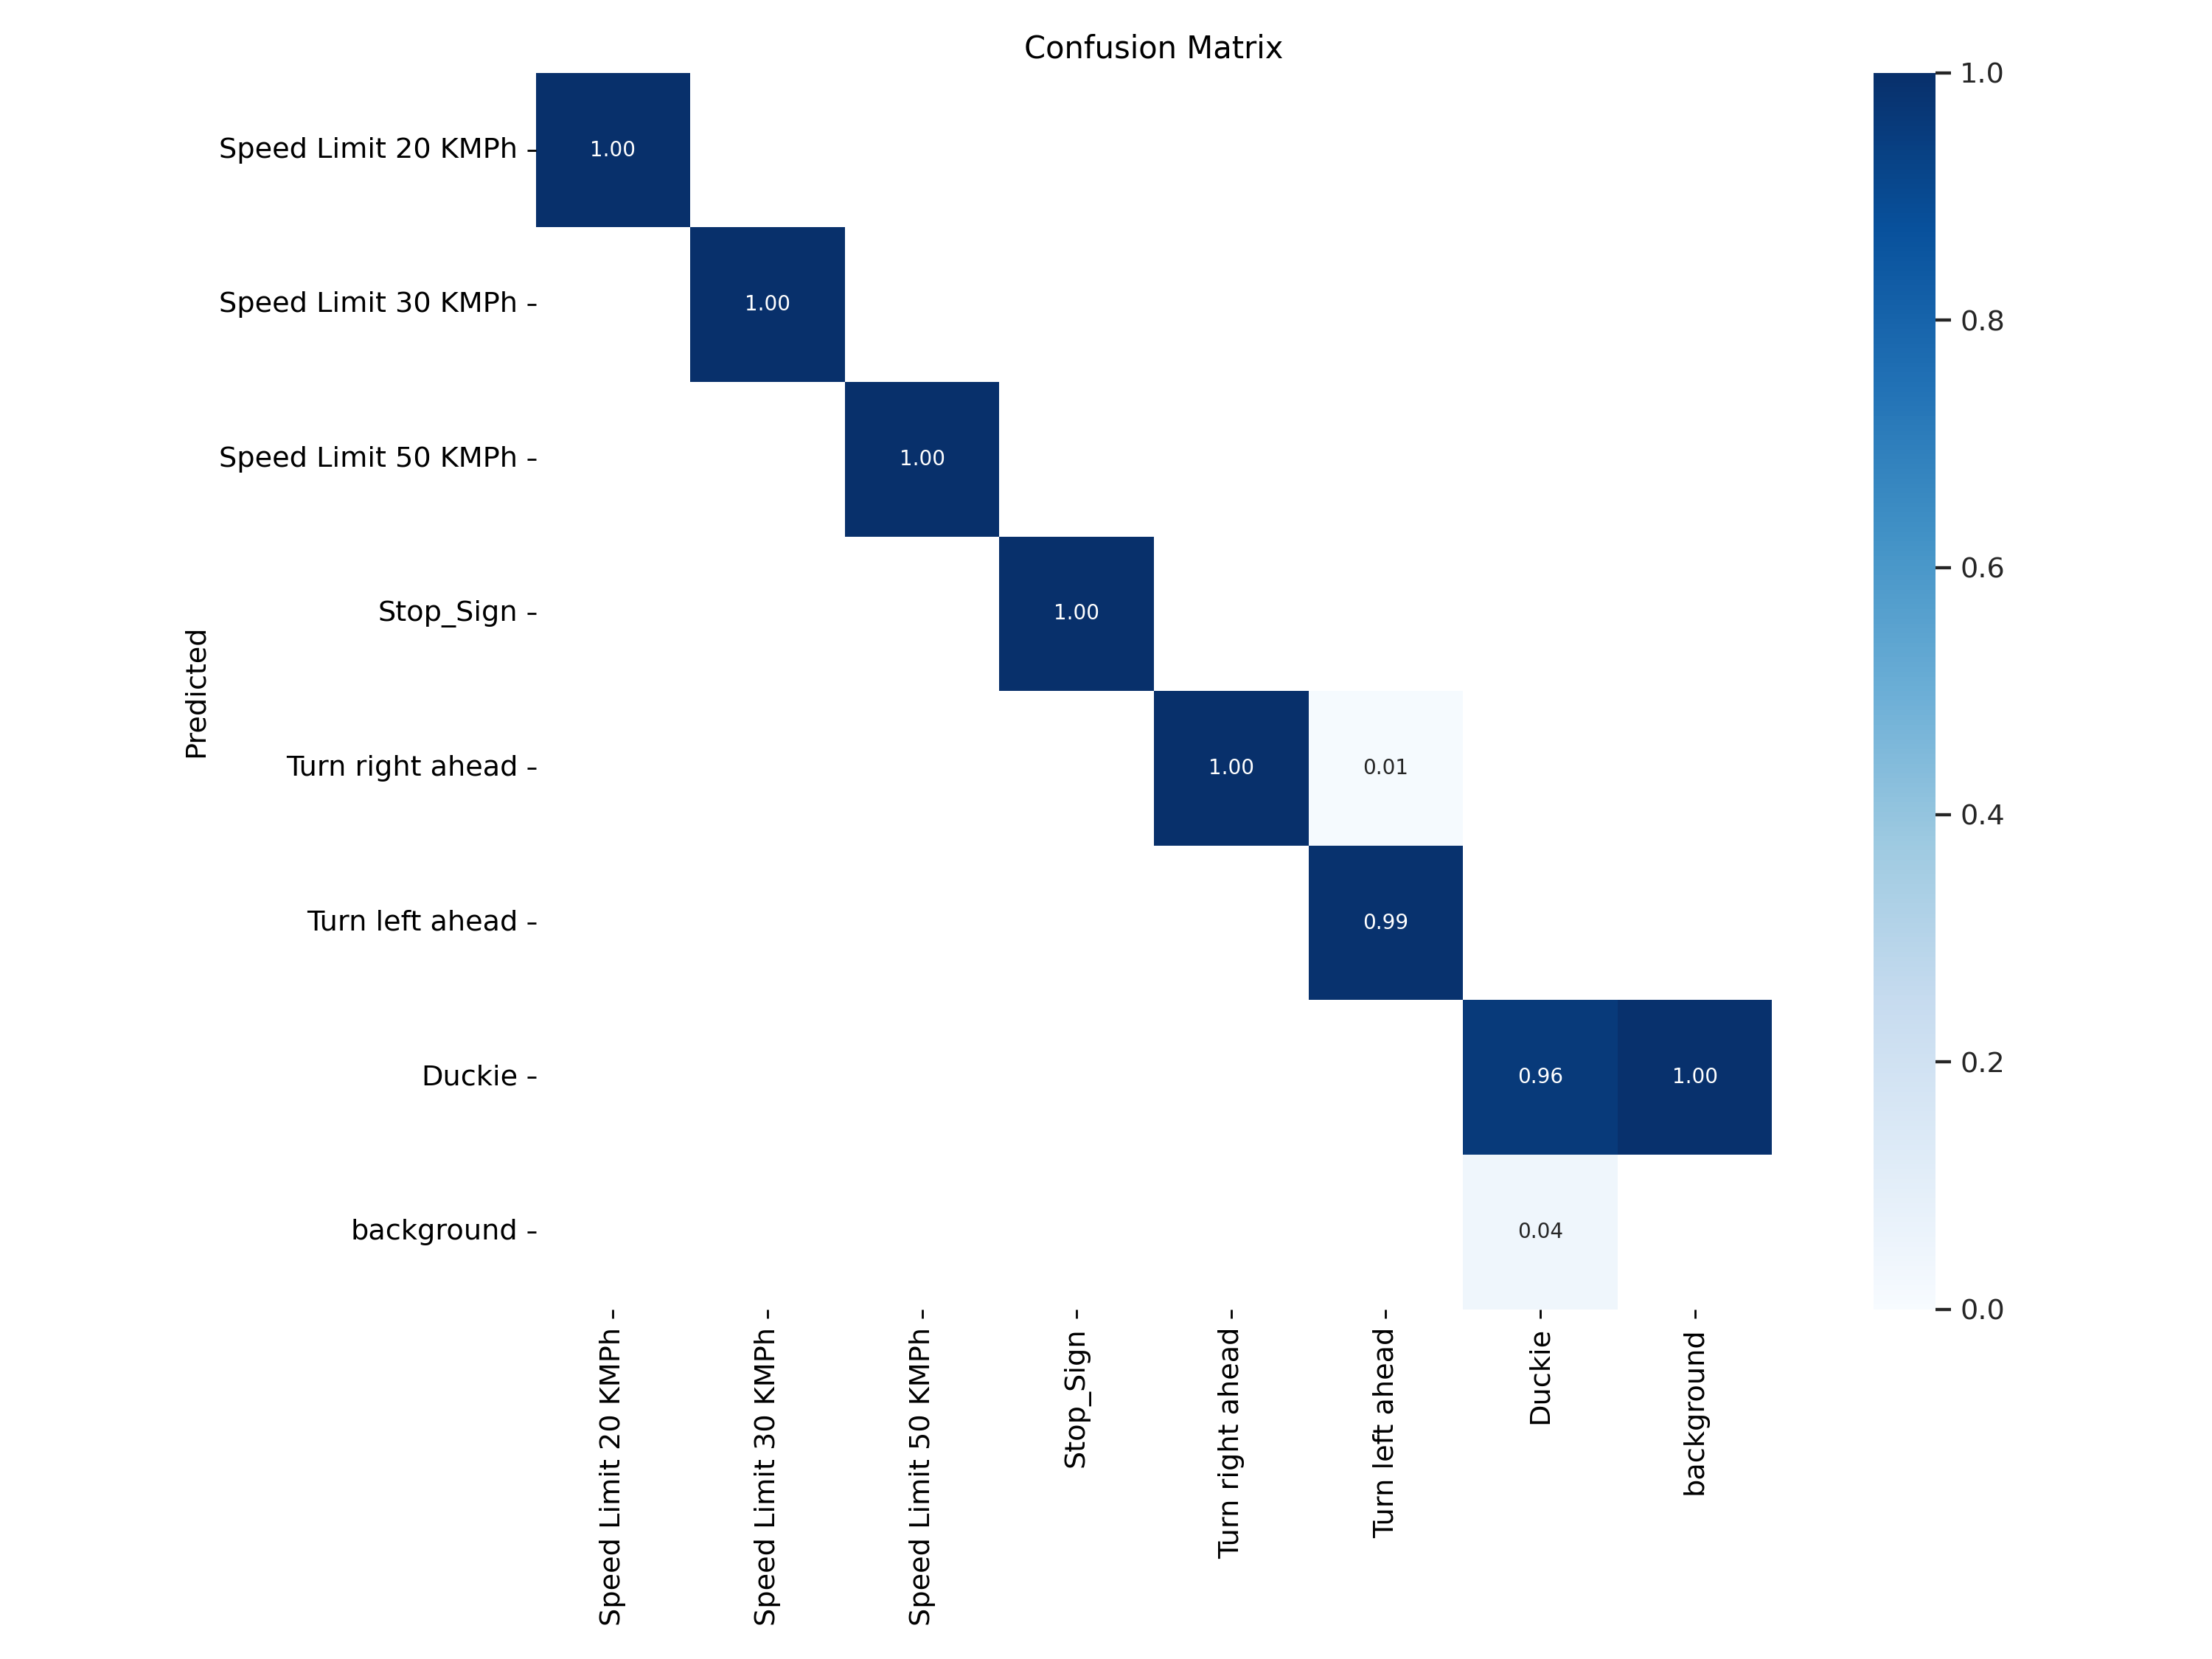 Confusion Matrix
Speed Limit 20 KMPh
Speed Limit 30 KMPh
Speed Limit 50 KMPh
Stop_Sign
Turn right ahead
Turn left ahead
Duckie
background
Predicted
1.00
1.00
1.00
1.00
1.00
0.01
0.99
0.96
1.00
0.04
Speed Limit 20 KMPh
Speed Limit 30 KMPh
Speed Limit 50 KMPh
Stop_Sign
Turn right ahead
Turn left ahead
Duckie
background
1.0
0.8
0.6
0.4
0.2
0.0